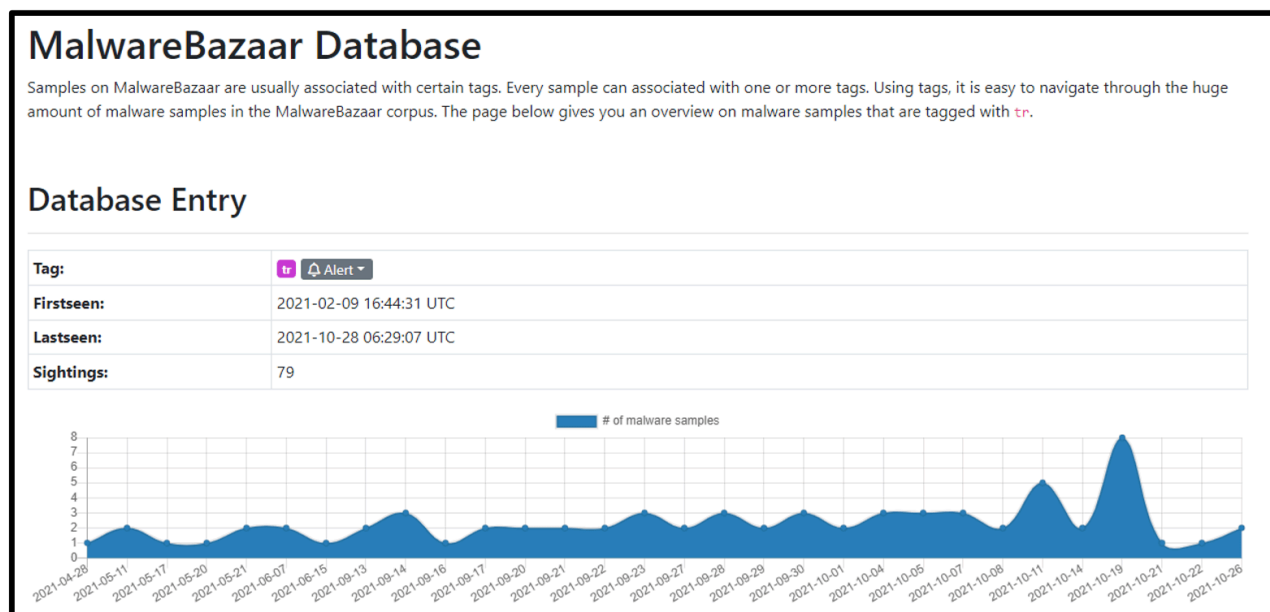 MalwareBazaar Database
Samples on MalwareBazaar are usually associated with certain tags. Every sample can associated with one or more tags. Using tags, it is easy to navigate through the huge
amount of malware samples in the MalwareBazaar corpus. The page below gives you an overview on malware samples that are tagged with tr.
Database Entry
Tag: tr Alert
Firstseen: 2021-02-09 16:44:31 UTC
Lastseen: 2021-10-28 06:29:07 UTC
Sightings: 79
# of malware samples
8
7
6
5
4
3
2
1
0
2021-04-28 2021-05-11 2021-05-17 2021-05-20 2021-05-21 2021-06-07 2021-06-15 2021-09-13 2021-09-14 2021-09-16 2021-09-17 2021-09-20 2021-09-21 2021-09-22 2021-09-23 2021-09-27 2021-09-28 2021-09-29 2021-09-30 2021-10-01 2021-10-04 2021-10-05 2021-10-07 2021-10-08 2021-10-11 2021-10-14 2021-10-19 2021-10-21 2021-10-22 2021-10-26